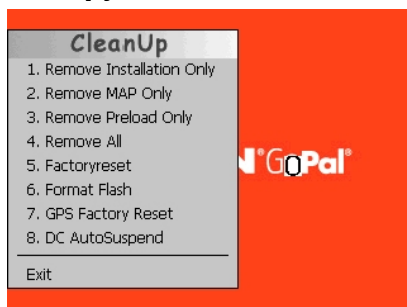 CleanUp
1. Remove Installation Only
2. Remove MAP Only
3. Remove Preload Only
4. Remove All
5. Factoryreset
6. Format Flash
7. GPS Factory Reset
8. DC AutoSuspend
Exit
N® GoPal®